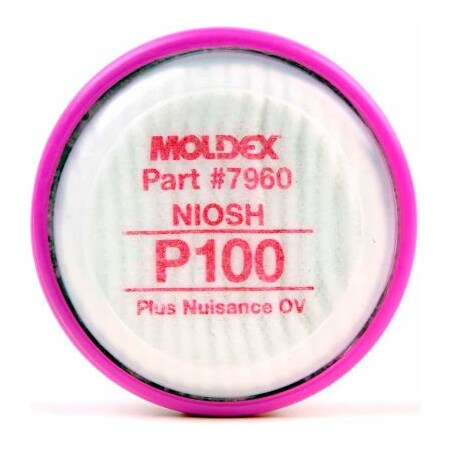 MOLDEX
Part #7960
NIOSH
P100
Plus Nuisance OV